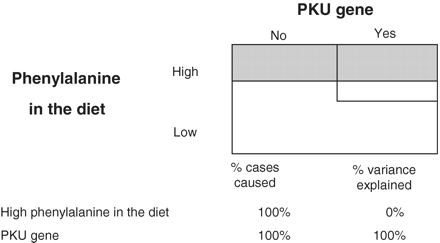 PKU gene
No Yes
Phenylalanine
in the diet
High
Low
% cases
caused
% variance
explained
High phenylalanine in the diet 100% 0%
PKU gene 100% 100%